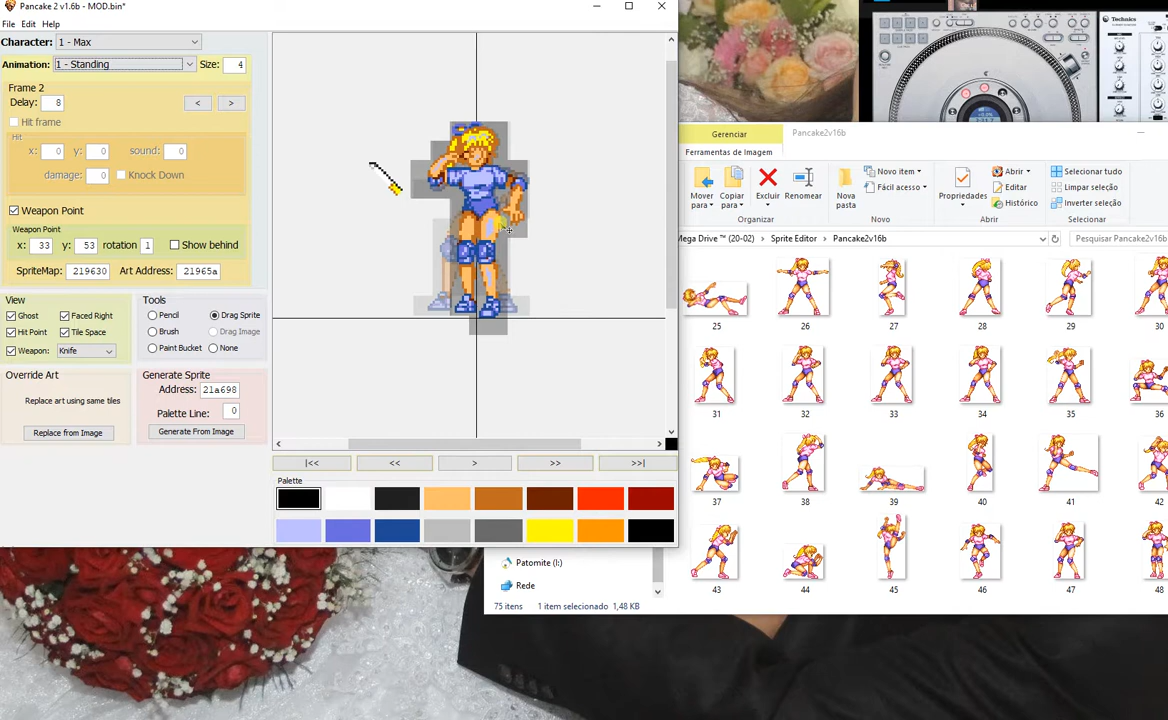 Pancake 2 v1.6b - MOD.bin*
File Edit Help
Character: 1 - Max
Animation: 1 - Standing Size: 4
Frame 2
Delay: 8 < >
Hit frame
Hit
x: 0 y: 0 sound: 0
damage: 0 Knock Down
Weapon Point
Weapon Point
x: 33 y: 53 rotation 1 Show behind
SpriteMap: 219630 Art Address: 21965a
View
Ghost Faced Right
Hit Point Tile Space
Weapon: Knife
Tools
Pencil Drag Sprite
Brush Drag Image
Paint Bucket None
Override Art
Replace art using same tiles
Replace from Image
Generate Sprite
Address: 21a698
Palette Line: 0
Generate From Image
|<< << > >> >>|
Palette
Technics
Gerenciar Pancake2v16b
Ferramentas de Imagem
Mover para Copiar para Excluir Renomear
Organizar
Nova pasta
Novo item
Fácil acesso
Novo
Abrir
Editar
Histórico
Abrir
Selecionar tudo
Limpar seleção
Inverter seleção
Selecionar
Mega Drive ™ (20-02) Sprite Editor Pancake2v16b Pesquisar Pancake2v16b
25 26 27 28 29 30
31 32 33 34 35 36
37 38 39 40 41 42
43 44 45 46 47 48
Patomite (I:)
Rede
75 itens 1 item selecionado 1,48 KB